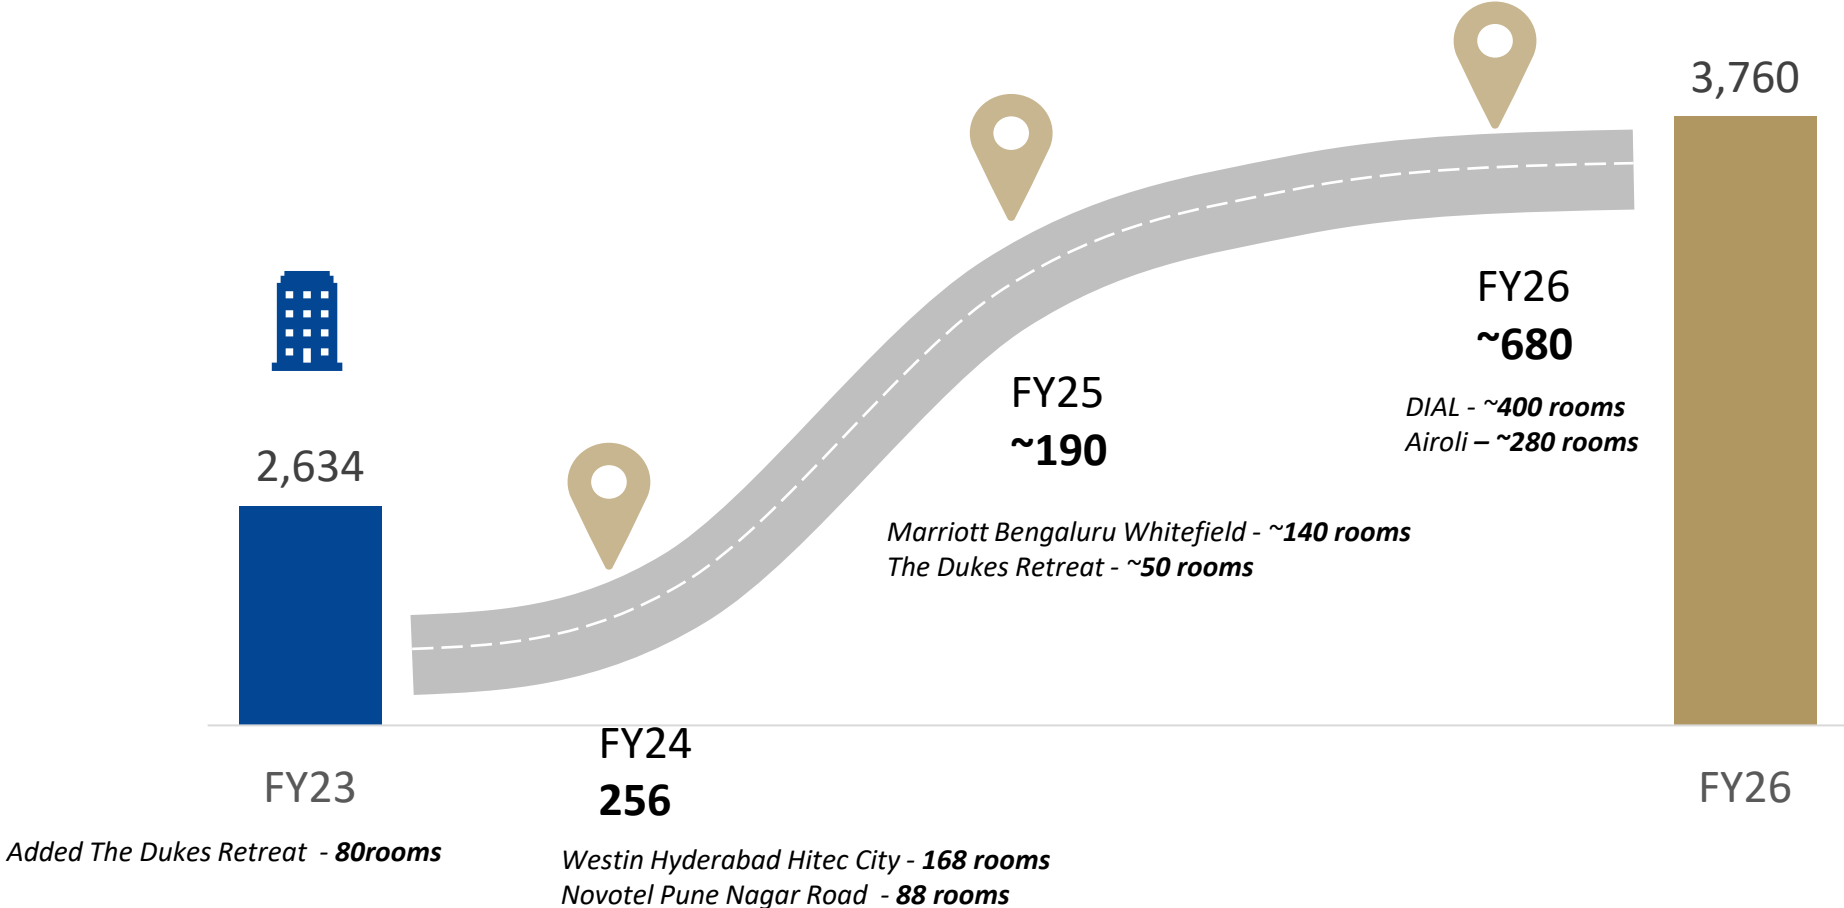 2,634
FY23
Added The Dukes Retreat - 80rooms
FY24
256
Westin Hyderabad Hitec City - 168 rooms
Novotel Pune Nagar Road - 88 rooms
FY25
~190
Marriott Bengaluru Whitefield - ~140 rooms
The Dukes Retreat - ~50 rooms
FY26
~680
DIAL - ~400 rooms
Airoli – ~280 rooms
3,760
FY26